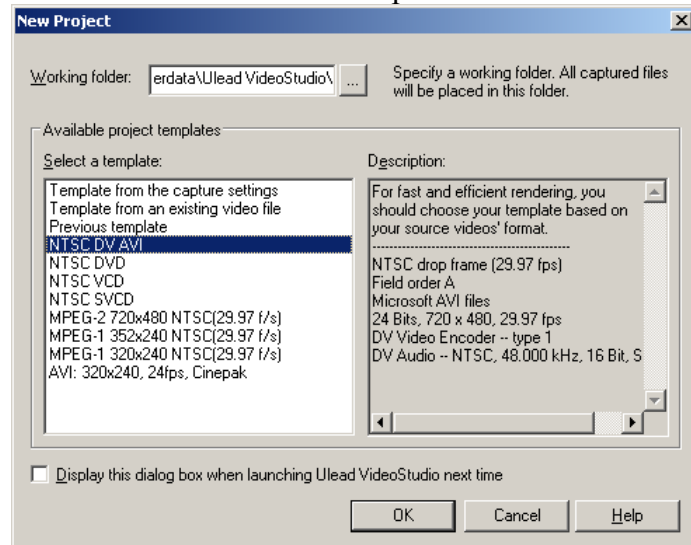 New Project
Working folder:
erdata\Ulead VideoStudio\
...
Specify a working folder. All captured files
will be placed in this folder.
Available project templates
Select a template:
Template from the capture settings
Template from an existing video file
Previous template
NTSC DV AVI
NTSC DVD
NTSC VCD
NTSC SVCD
MPEG-2 720x480 NTSC(29.97 f/s)
MPEG-1 352x240 NTSC(29.97 f/s)
MPEG-1 320x240 NTSC(29.97 f/s)
AVI: 320x240, 24fps, Cinepak
Description:
For fast and efficient rendering, you
should choose your template based on
your source videos' format.
--------------------------------------------------
NTSC drop frame (29.97 fps)
Field order A
Microsoft AVI files
24 Bits, 720 x 480, 29.97 fps
DV Video Encoder -- type 1
DV Audio -- NTSC, 48.000 kHz, 16 Bit, S
Display this dialog box when launching Ulead VideoStudio next time
OK
Cancel
Help